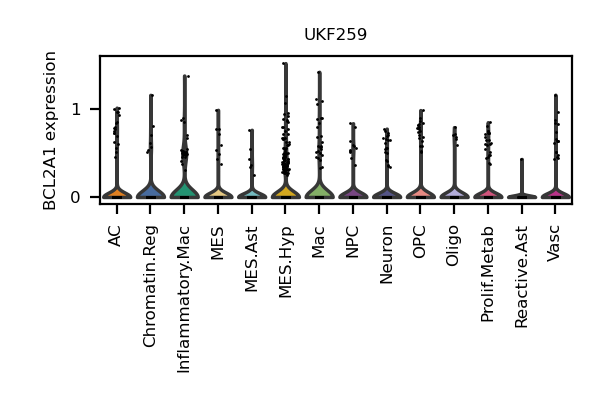 UKF259
BCL2A1 expression
1
0
AC
Chromatin.Reg
Inflammatory.Mac
MES
MES.Ast
MES.Hyp
Mac
NPC
Neuron
OPC
Oligo
Prolif.Metab
Reactive.Ast
Vasc